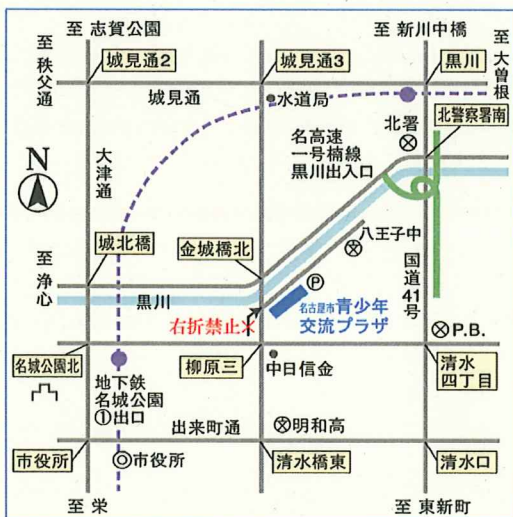 至 志賀公園
至 新川中橋
至 秩父通
城見通2
城見通3
黒川
至 大曽根
城見通
水道局
北署
北警察署南
名高速
一号楠線
黒川出入口
N
大津通
八王子中
城北橋
金城橋北
至 浄心
黒川
国道41号
P
右折禁止×
名古屋市青少年
交流プラザ
P.B.
名城公園北
柳原三
中日信金
清水
四丁目
地下鉄
名城公園
①出口
出来町通
明和高
市役所
市役所
清水橋東
清水口
至 栄
至 東新町